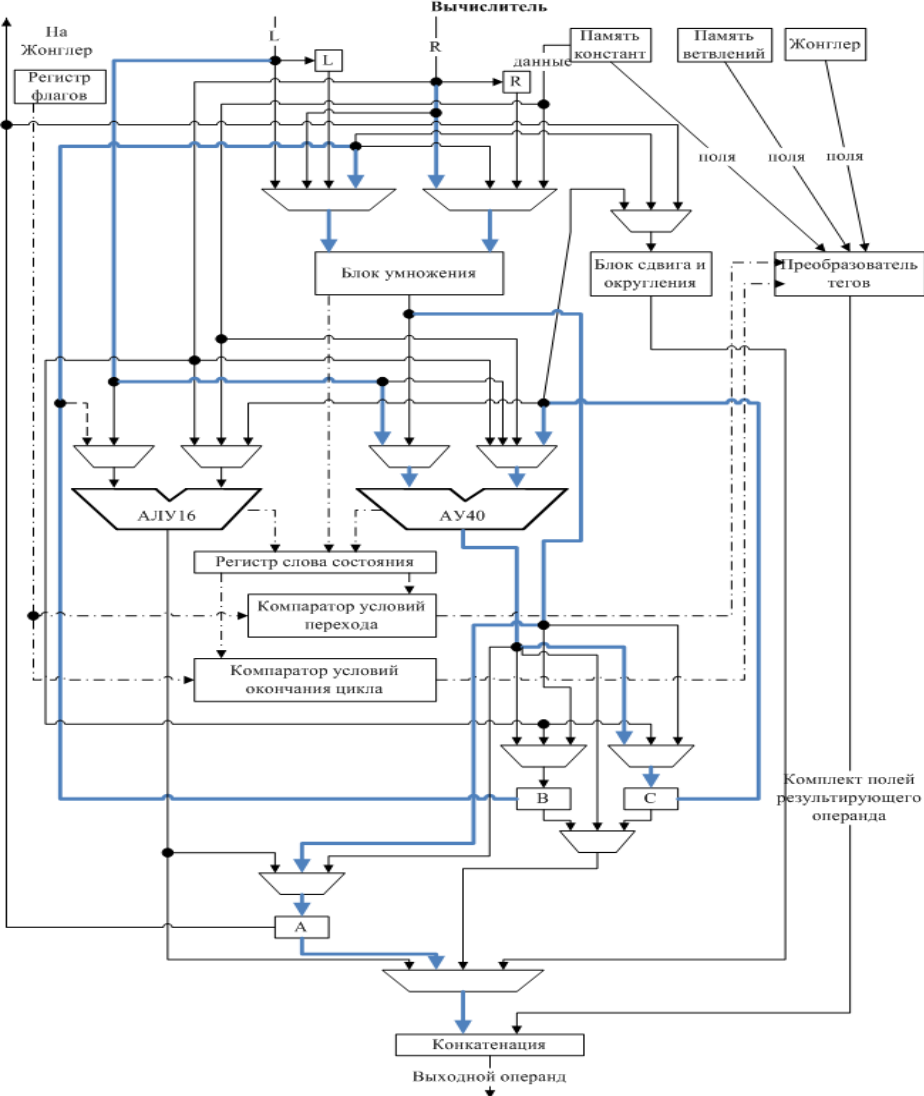 Вычислитель
На
Жонглер
L
R
Память
констант
Память
ветвлений
Жонглер
L
данные
Регистр
флагов
R
поля
поля
поля
Блок умножения
Блок сдвига и
округления
Преобразователь
тегов
АЛУ16
АУ40
Регистр слова состояния
Компаратор условий
перехода
Компаратор условий
окончания цикла
Комплект полей
результирующего
операнда
B
C
A
Конкатенация
Выходной операнд